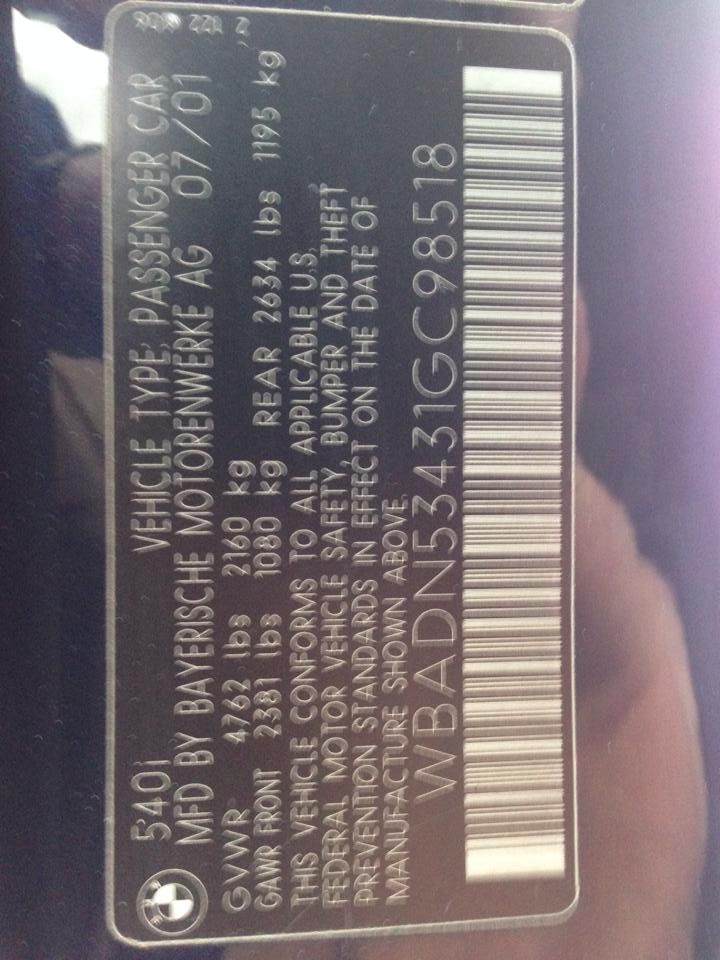 540i VEHICLE TYPE: PASSENGER CAR
MFD BY BAYERISCHE MOTORENWERKE AG 07/01
GVWR 4762 lbs 2160 kg
GAWR FRONT 2381 lbs 1080 kg REAR 2634 lbs 1195 kg
THIS VEHICLE CONFORMS TO ALL APPLICABLE U.S.
FEDERAL MOTOR VEHICLE SAFETY, BUMPER AND THEFT
PREVENTION STANDARDS IN EFFECT ON THE DATE OF
MANUFACTURE SHOWN ABOVE.
WBADN53431GC98518